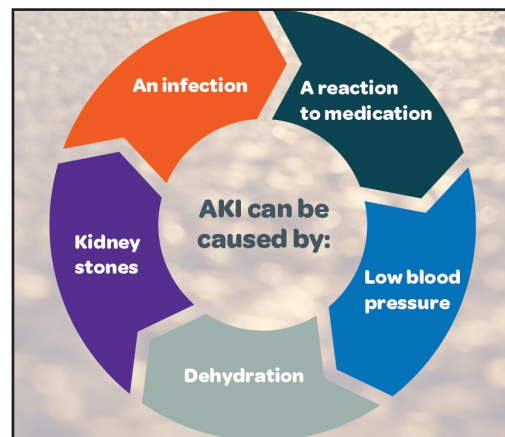 AKI can be
caused by:
An infection
A reaction
to medication
Low blood
pressure
Dehydration
Kidney
stones